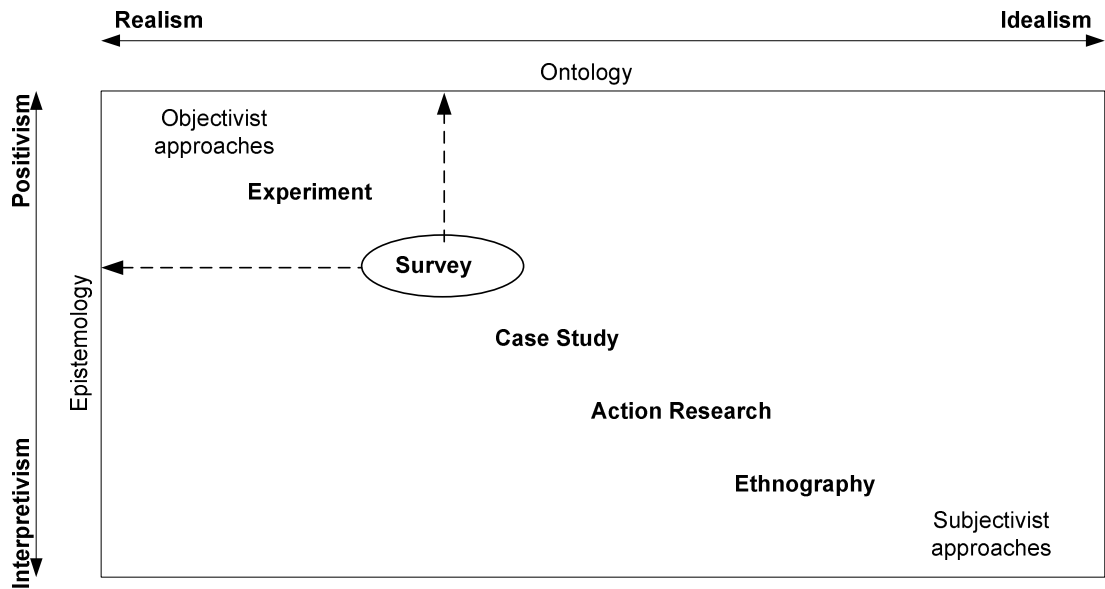 Realism
Idealism
Ontology
Positivism
Epistemology
Interpretivism
Objectivist
approaches
Experiment
Survey
Case Study
Action Research
Ethnography
Subjectivist
approaches